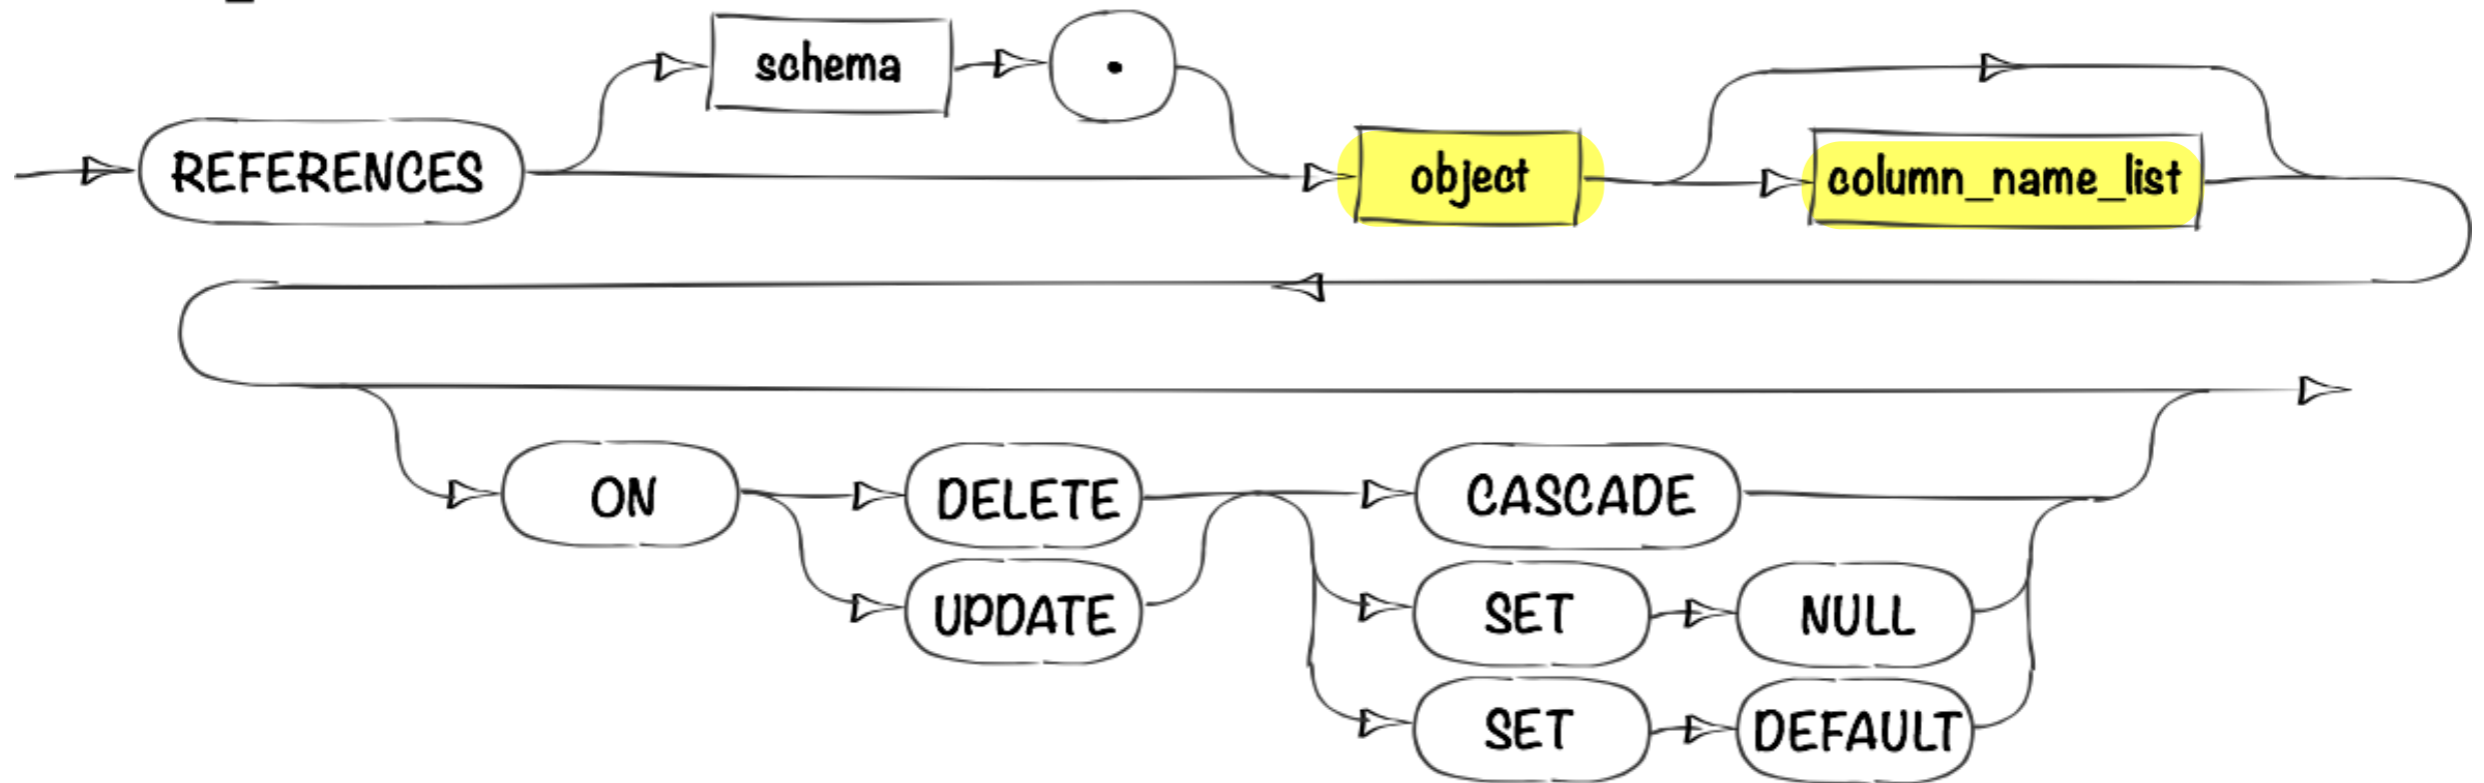 schema .
REFERENCES object column_name_list
ON DELETE CASCADE
UPDATE SET NULL
SET DEFAULT